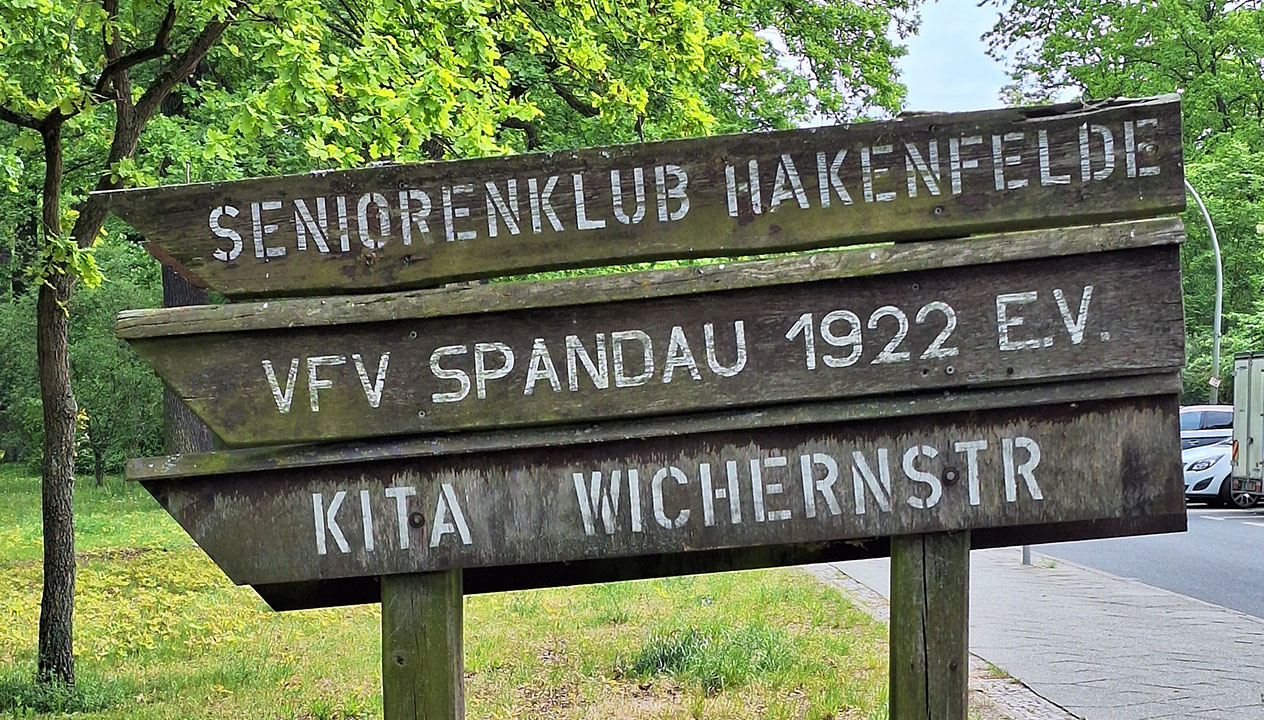 SENIORENKLUB HAKENFELDE
VFV SPANDAU 1922 E.V.
KITA WICHERNSTR